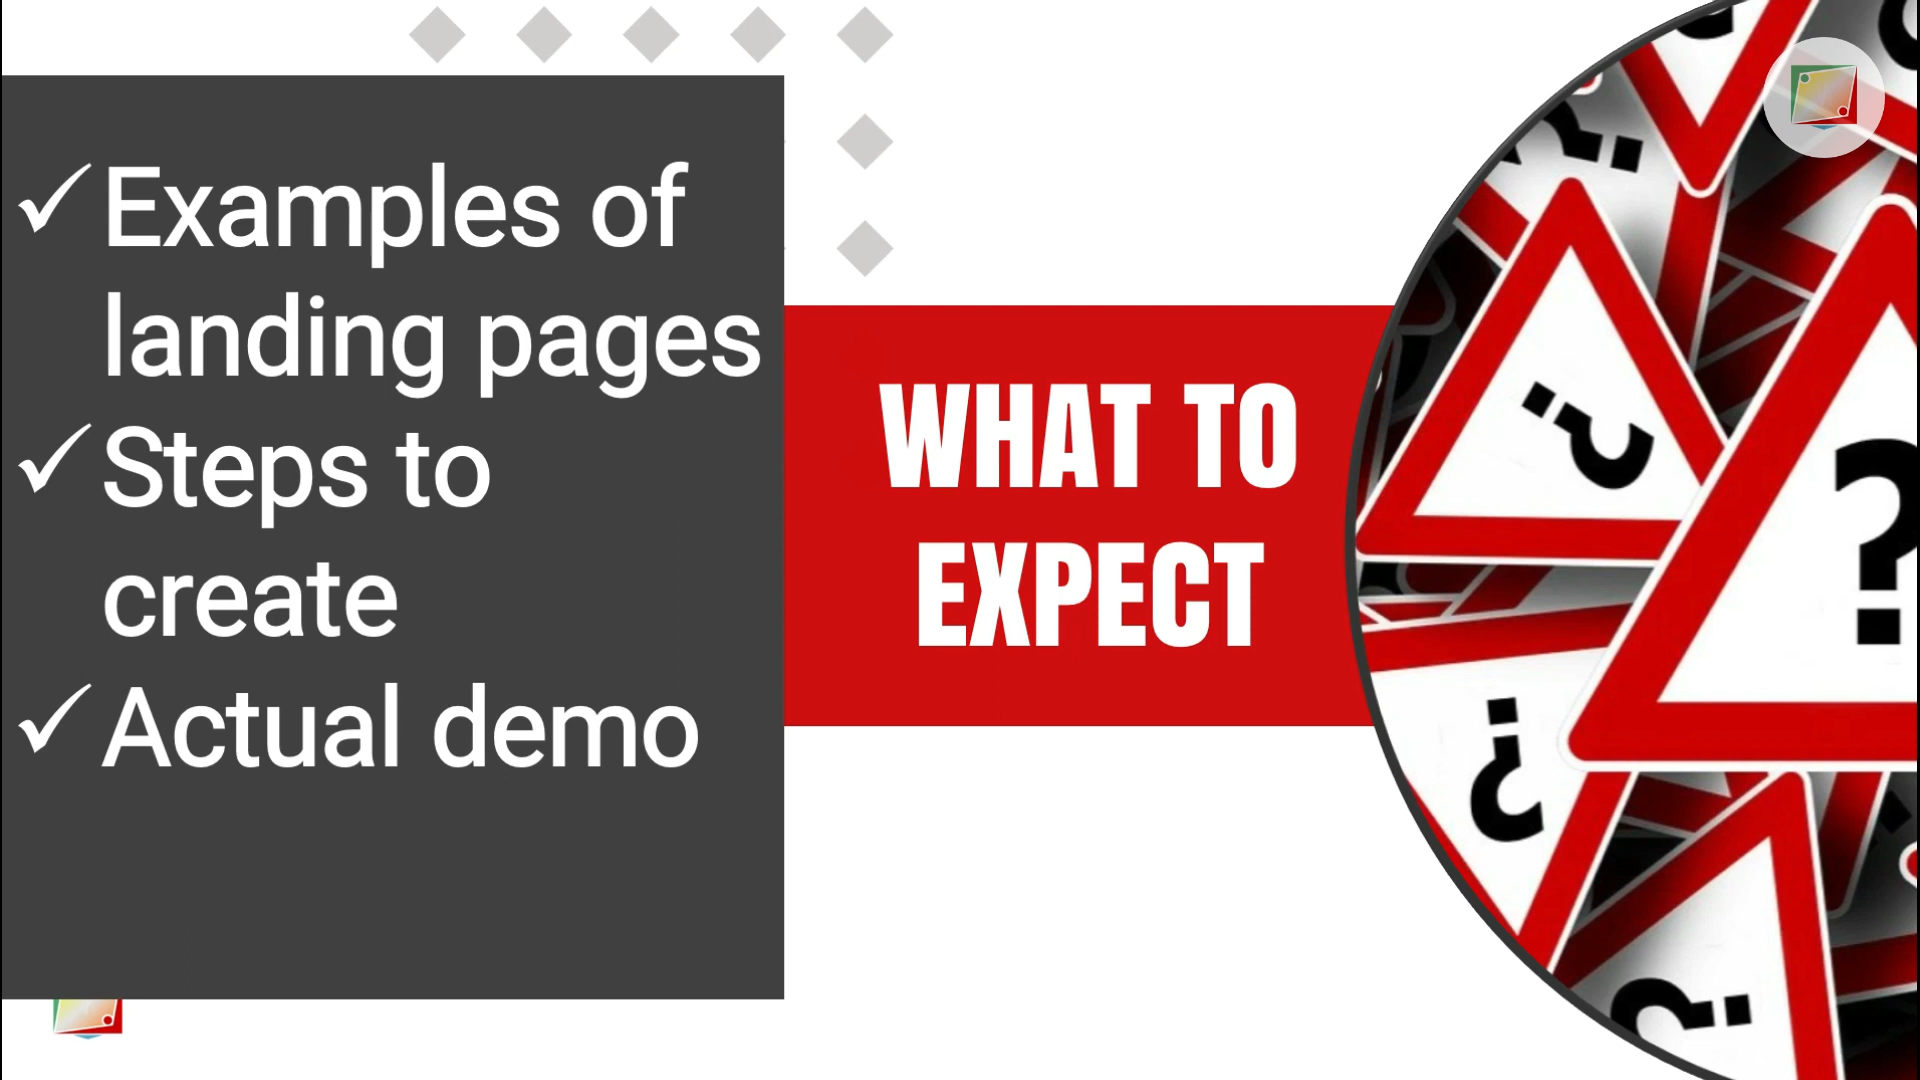 ✓ Examples of
landing pages
✓ Steps to
create
✓ Actual demo
WHAT TO
EXPECT
?
?
?
?
?
?
?